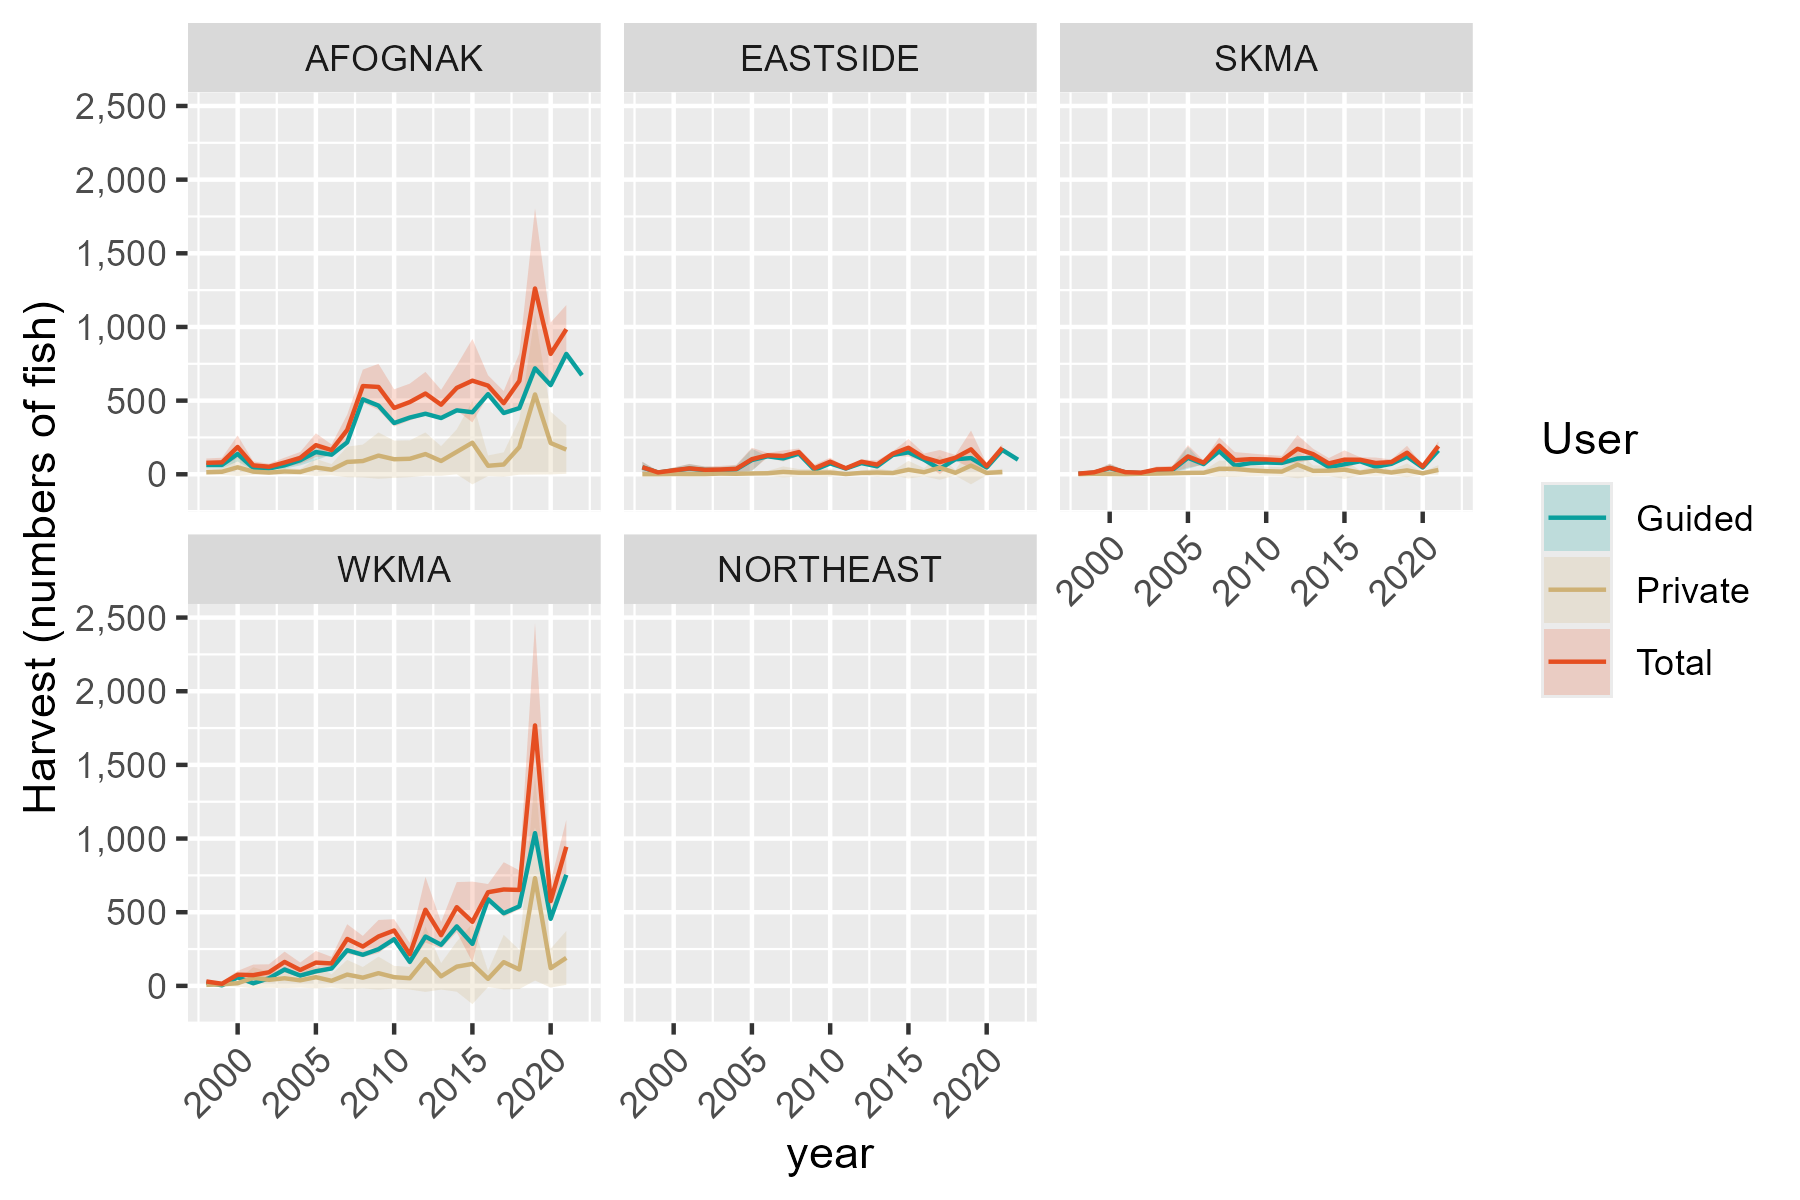 AFOGNAK
EASTSIDE
SKMA
2,500
2,000
1,500
1,000
500
0
2000
2005
2010
2015
2020
WKMA
NORTHEAST
2,500
2,000
1,500
1,000
500
0
2000
2005
2010
2015
2020
2000
2005
2010
2015
2020
year
Harvest (numbers of fish)
User
Guided
Private
Total